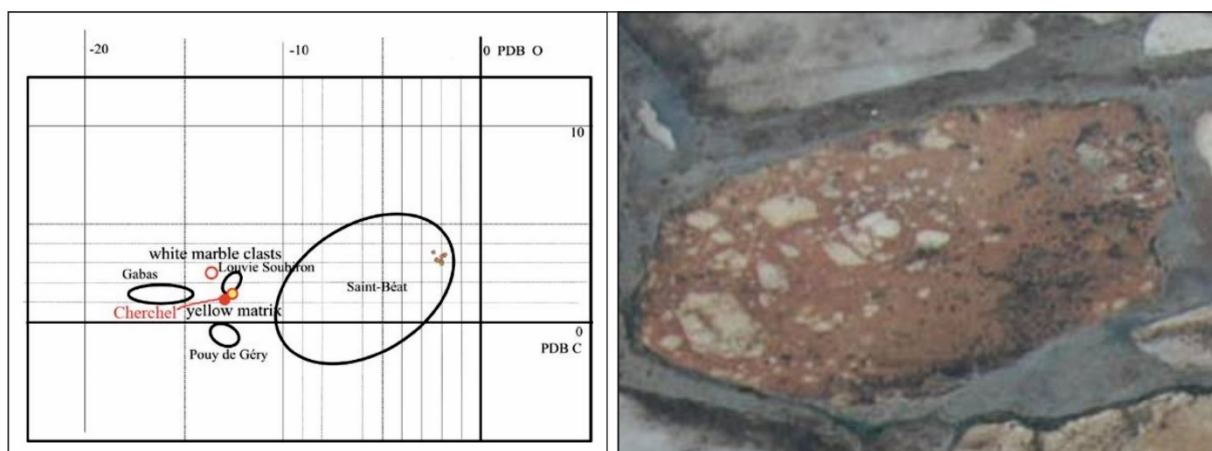 -20
-10
0 PDB O
10
white marble clasts
Gabas
Louvie Soubiron
Saint-Béat
Cherchel
yellow matrix
0
Pouy de Géry
PDB C